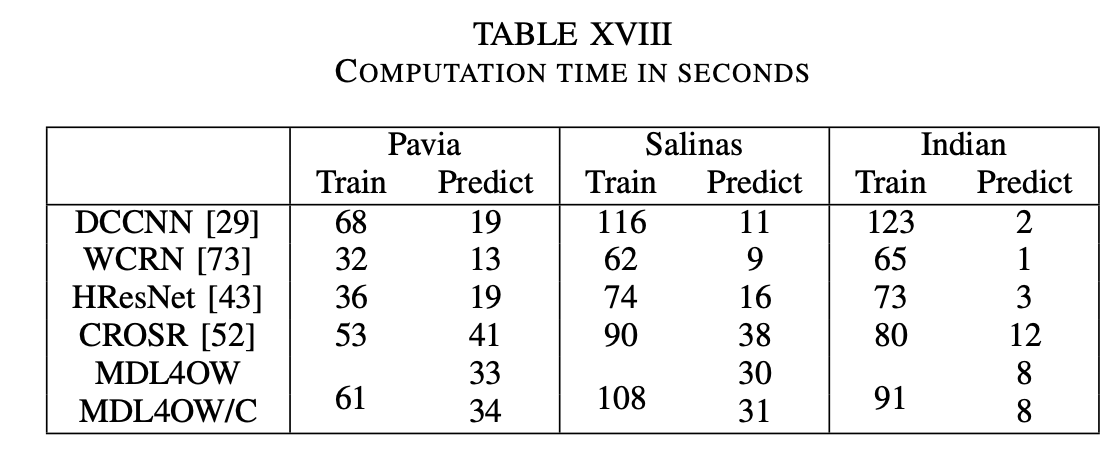 TABLE XVIII
COMPUTATION TIME IN SECONDS
Pavia Salinas Indian
Train Predict Train Predict Train Predict
DCCNN [29] 68 19 116 11 123 2
WCRN [73] 32 13 62 9 65 1
HResNet [43] 36 19 74 16 73 3
CROSR [52] 53 41 90 38 80 12
MDL4OW 33 30 8
61 108 91
MDL4OW/C 34 31 8